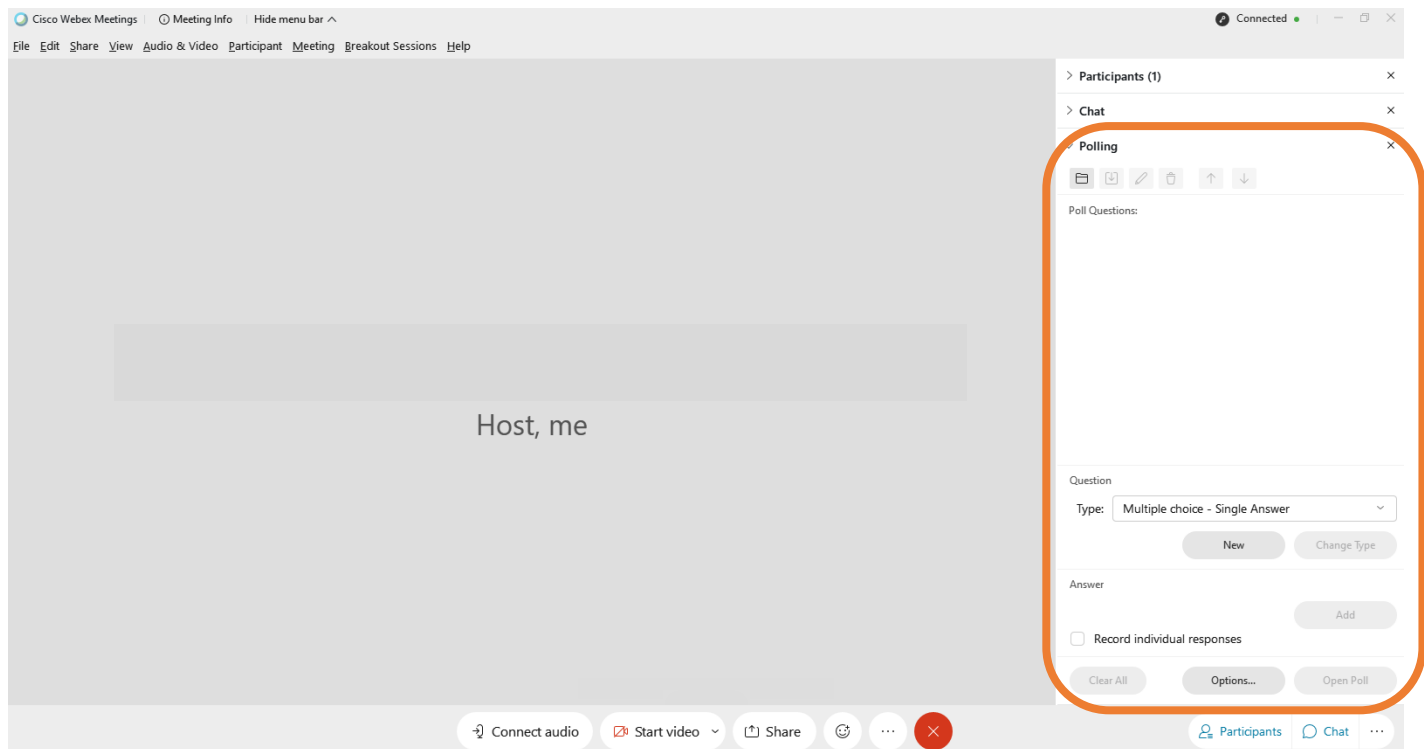 Cisco Webex Meetings Meeting Info Hide menu bar Connected
File Edit Share View Audio & Video Participant Meeting Breakout Sessions Help
Participants (1)
Chat
Polling
Poll Questions:
Host, me
Question
Type: Multiple choice - Single Answer
New Change Type
Answer
Add
Record individual responses
Clear All Options... Open Poll
Connect audio Start video Share Participants Chat